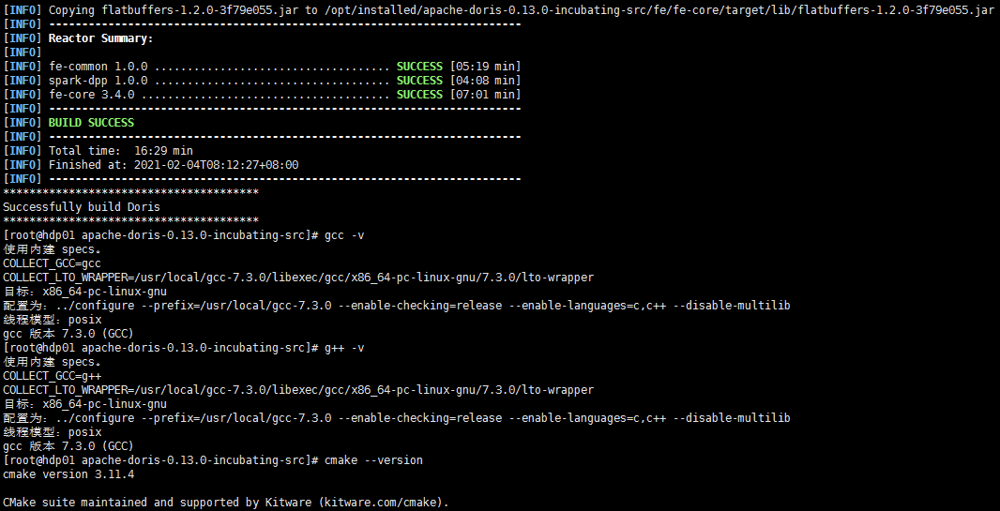 [INFO] Copying flatbuffers-1.2.0-3f79e055.jar to /opt/installed/apache-doris-0.13.0-incubating-src/fe/fe-core/target/lib/flatbuffers-1.2.0-3f79e055.jar
[INFO] ------------------------------------------------------------------------
[INFO] Reactor Summary:
[INFO]
[INFO] fe-common 1.0.0 .................................... SUCCESS [05:19 min]
[INFO] spark-dpp 1.0.0 .................................... SUCCESS [04:08 min]
[INFO] fe-core 3.4.0 ...................................... SUCCESS [07:01 min]
[INFO] ------------------------------------------------------------------------
[INFO] BUILD SUCCESS
[INFO] ------------------------------------------------------------------------
[INFO] Total time:  16:29 min
[INFO] Finished at: 2021-02-04T08:12:27+08:00
[INFO] ------------------------------------------------------------------------
***************************************
Successfully build Doris
***************************************
[root@hdp01 apache-doris-0.13.0-incubating-src]# gcc -v
使用内建 specs。
COLLECT_GCC=gcc
COLLECT_LTO_WRAPPER=/usr/local/gcc-7.3.0/libexec/gcc/x86_64-pc-linux-gnu/7.3.0/lto-wrapper
目标：x86_64-pc-linux-gnu
配置为：../configure --prefix=/usr/local/gcc-7.3.0 --enable-checking=release --enable-languages=c,c++ --disable-multilib
线程模型：posix
gcc 版本 7.3.0 (GCC)
[root@hdp01 apache-doris-0.13.0-incubating-src]# g++ -v
使用内建 specs。
COLLECT_GCC=g++
COLLECT_LTO_WRAPPER=/usr/local/gcc-7.3.0/libexec/gcc/x86_64-pc-linux-gnu/7.3.0/lto-wrapper
目标：x86_64-pc-linux-gnu
配置为：../configure --prefix=/usr/local/gcc-7.3.0 --enable-checking=release --enable-languages=c,c++ --disable-multilib
线程模型：posix
gcc 版本 7.3.0 (GCC)
[root@hdp01 apache-doris-0.13.0-incubating-src]# cmake --version
cmake version 3.11.4

CMake suite maintained and supported by Kitware (kitware.com/cmake).